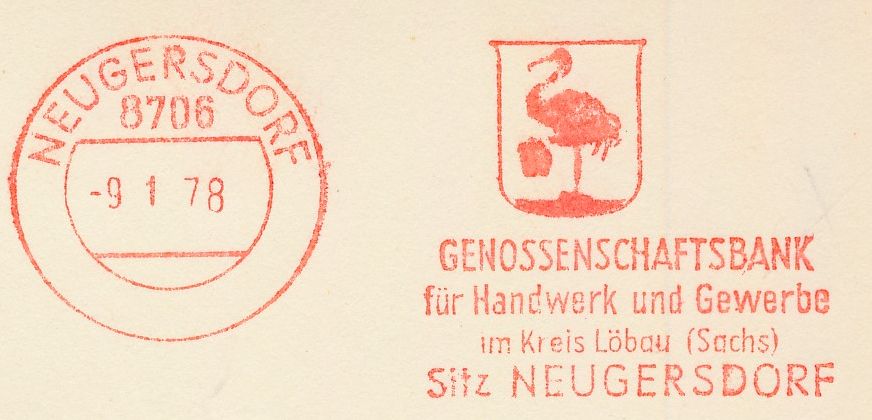 NEUGERSDORF
8706
-9 1 78
GENOSSENSCHAFTSBANK
für Handwerk und Gewerbe
im Kreis Löbau (Sachs)
Sitz NEUGERSDORF